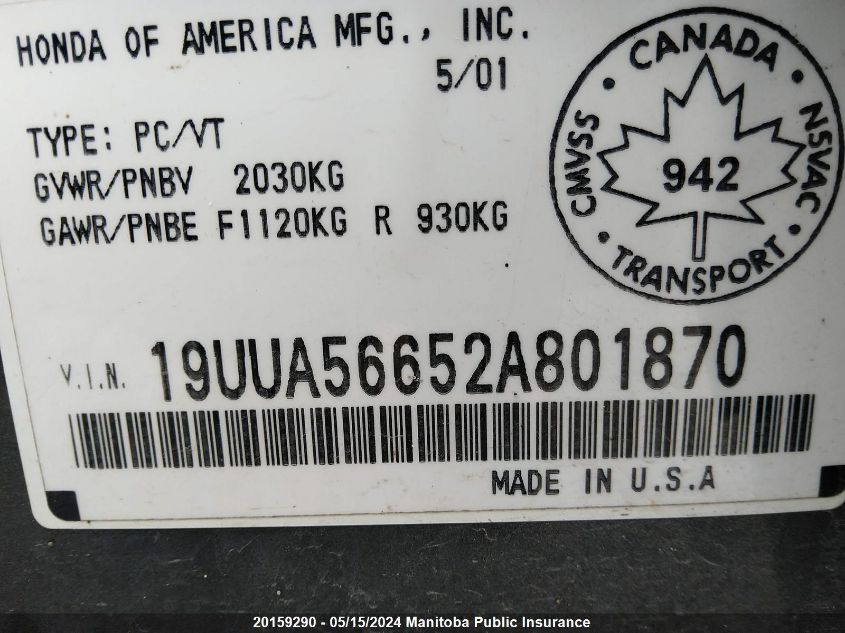 HONDA OF AMERICA MFG., INC.
5/01
TYPE: PC/VT
GVWR/PNBV 2030KG
GAWR/PNBE F1120KG R 930KG
CANADA
CMVSS • 942 • NSVAC
TRANSPORT
V.I.N. 19UUA56652A801870
MADE IN U.S.A
20159290 - 05/15/2024 Manitoba Public Insurance